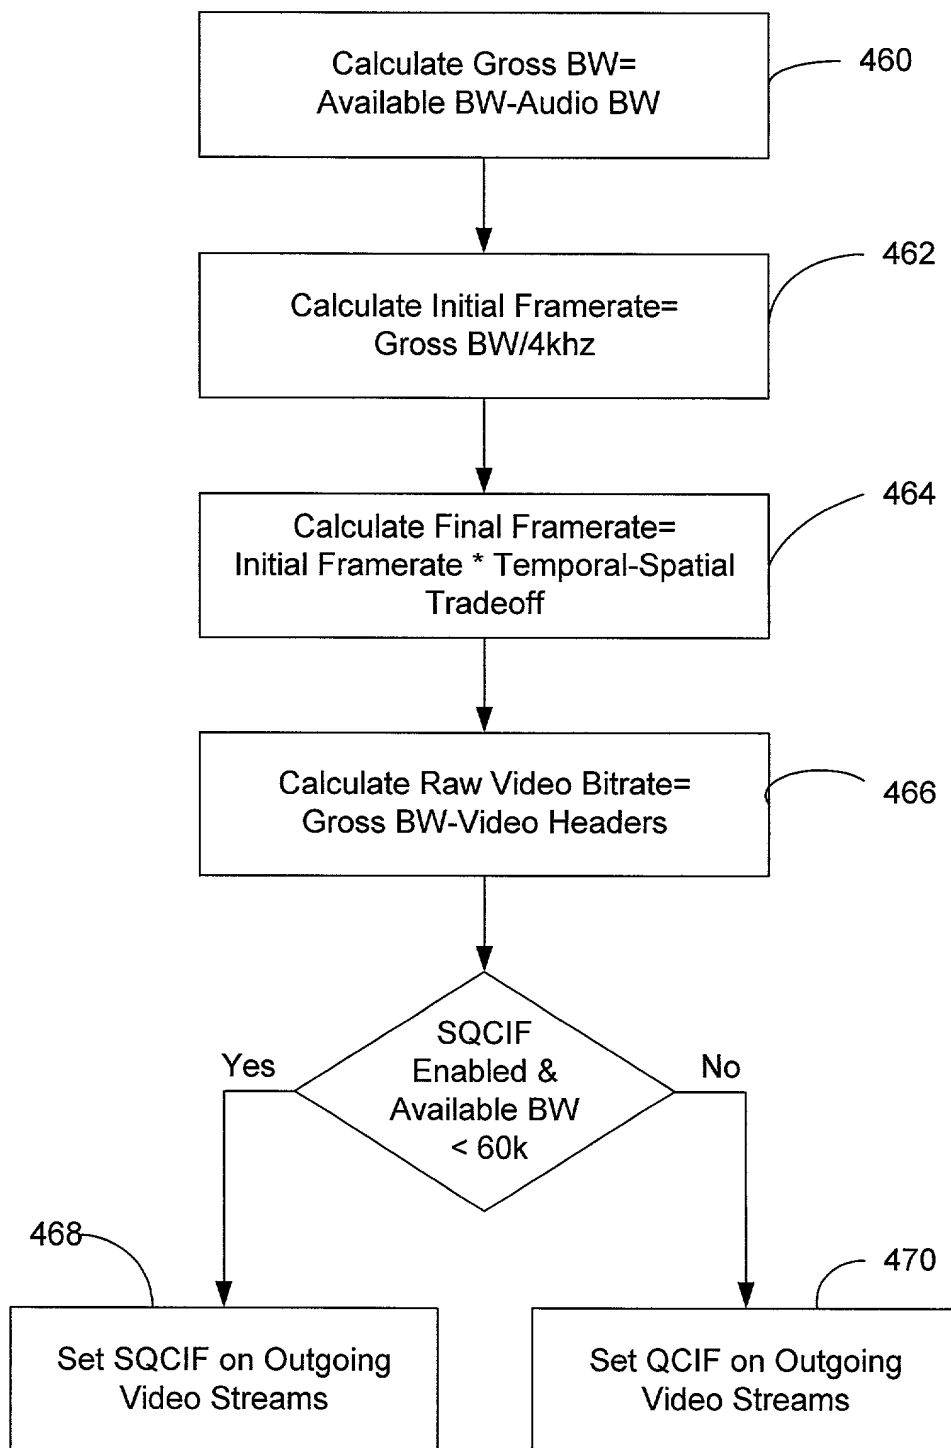 Calculate Gross BW=
Available BW-Audio BW
460
Calculate Initial Framerate=
Gross BW/4khz
462
Calculate Final Framerate=
Initial Framerate * Temporal-Spatial
Tradeoff
464
Calculate Raw Video Bitrate=
Gross BW-Video Headers
466
SQCIF
Enabled &
Available BW
< 60k
Yes
No
468
Set SQCIF on Outgoing
Video Streams
470
Set QCIF on Outgoing
Video Streams